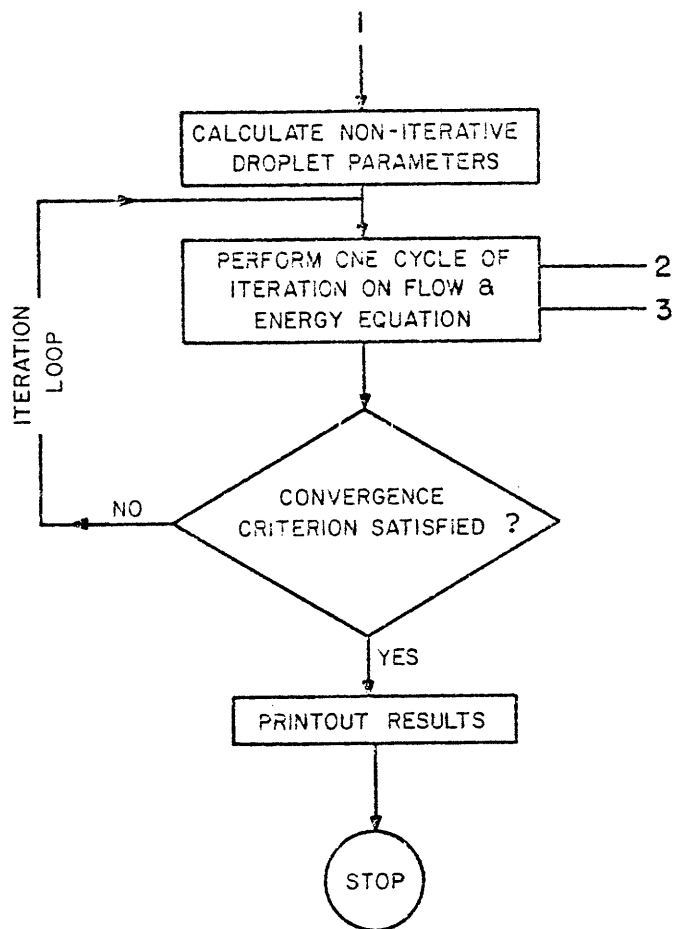 1
CALCULATE NON-ITERATIVE
DROPLET PARAMETERS
PERFORM ONE CYCLE OF
ITERATION ON FLOW &
ENERGY EQUATION
2
3
ITERATION
LOOP
CONVERGENCE
CRITERION SATISFIED ?
NO
YES
PRINTOUT RESULTS
STOP